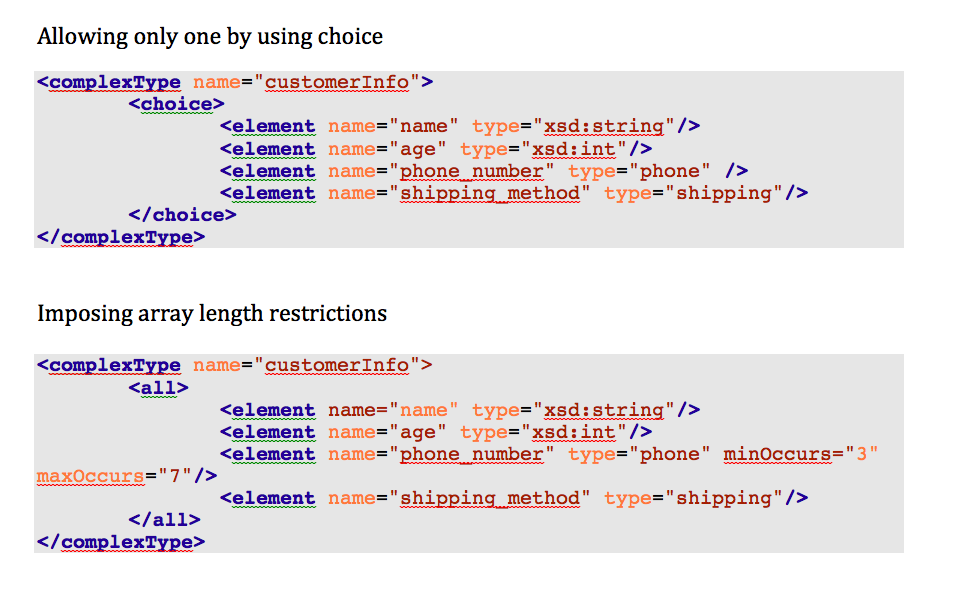 Allowing only one by using choice
<complexType name="customerInfo">
<choice>
<element name="name" type="xsd:string"/>
<element name="age" type="xsd:int"/>
<element name="phone_number" type="phone" />
<element name="shipping_method" type="shipping"/>
</choice>
</complexType>
Imposing array length restrictions
<complexType name="customerInfo">
<all>
<element name="name" type="xsd:string"/>
<element name="age" type="xsd:int"/>
<element name="phone_number" type="phone" minOccurs="3"
maxOccurs="7"/>
<element name="shipping_method" type="shipping"/>
</all>
</complexType>